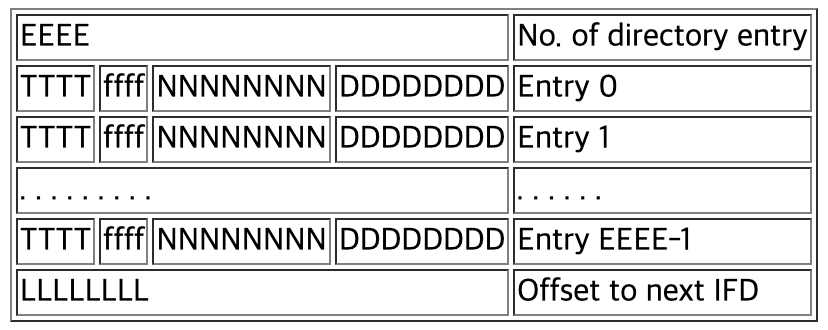 EEEE No. of directory entry
TTTT ffff NNNNNNNN DDDDDDDD Entry 0
TTTT ffff NNNNNNNN DDDDDDDD Entry 1
. . . . . . . . . . . . . . .
TTTT ffff NNNNNNNN DDDDDDDD Entry EEEE-1
LLLLLLLL Offset to next IFD